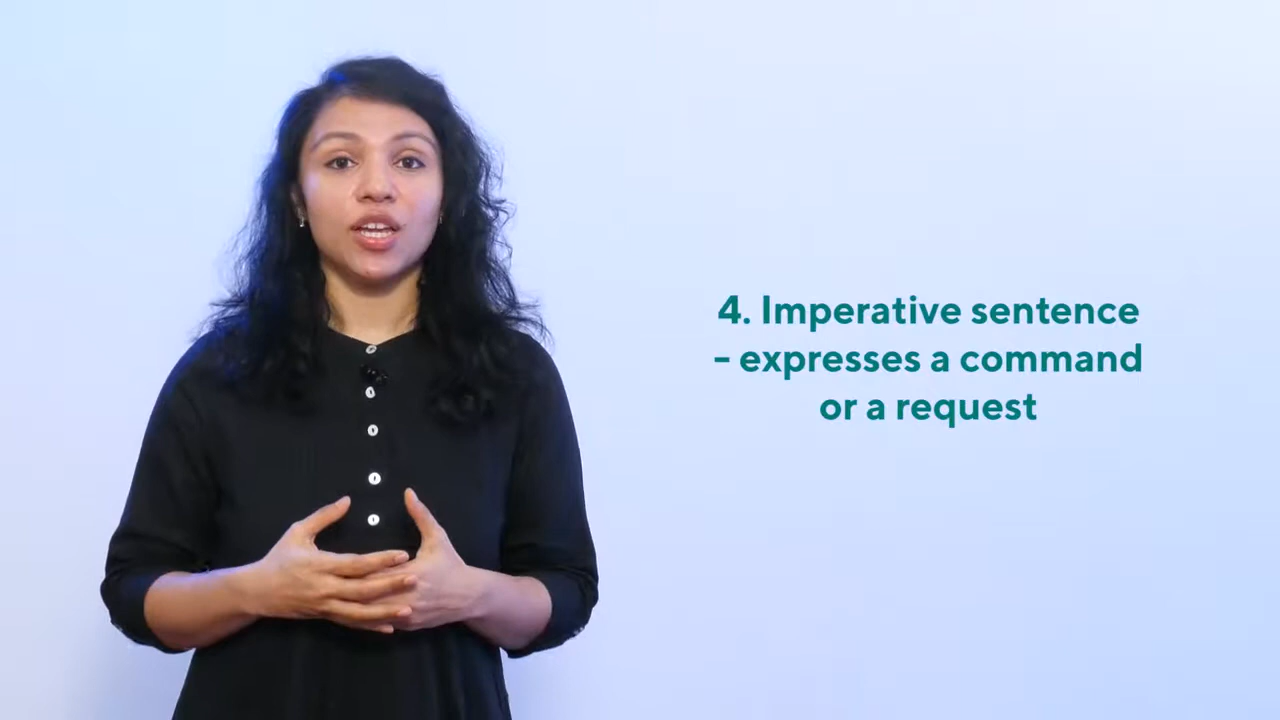 4. Imperative sentence
- expresses a command
or a request